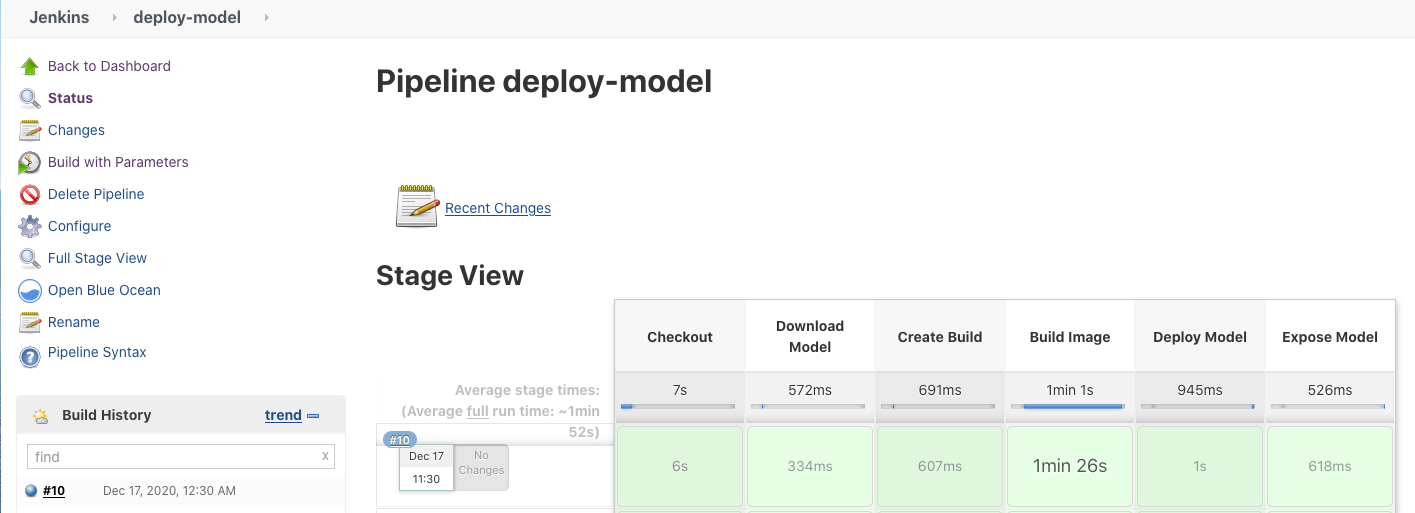 Jenkins deploy-model
Back to Dashboard
Status
Changes
Build with Parameters
Delete Pipeline
Configure
Full Stage View
Open Blue Ocean
Rename
Pipeline Syntax
Build History trend
find X
#10 Dec 17, 2020, 12:30 AM
Pipeline deploy-model
Recent Changes
Stage View
Checkout Download Model Create Build Build Image Deploy Model Expose Model
Average stage times: 7s 572ms 691ms 1min 1s 945ms 526ms
(Average full run time: ~1min
52s)
#10
Dec 17
11:30
No
Changes
6s 334ms 607ms 1min 26s 1s 618ms